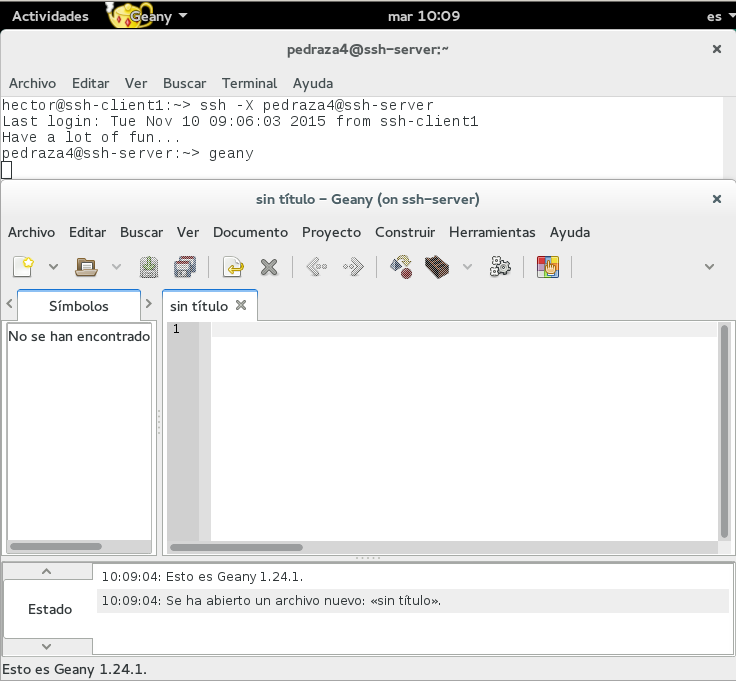 Actividades Geany mar 10:09 es
pedraza4@ssh-server:~
Archivo Editar Ver Buscar Terminal Ayuda
hector@ssh-client1:~> ssh -X pedraza4@ssh-server
Last login: Tue Nov 10 09:06:03 2015 from ssh-client1
Have a lot of fun...
pedraza4@ssh-server:~> geany
sin título - Geany (on ssh-server)
Archivo Editar Buscar Ver Documento Proyecto Construir Herramientas Ayuda
Símbolos sin título
No se han encontrado 1
10:09:04: Esto es Geany 1.24.1.
10:09:04: Se ha abierto un archivo nuevo: «sin título».
Estado
Esto es Geany 1.24.1.